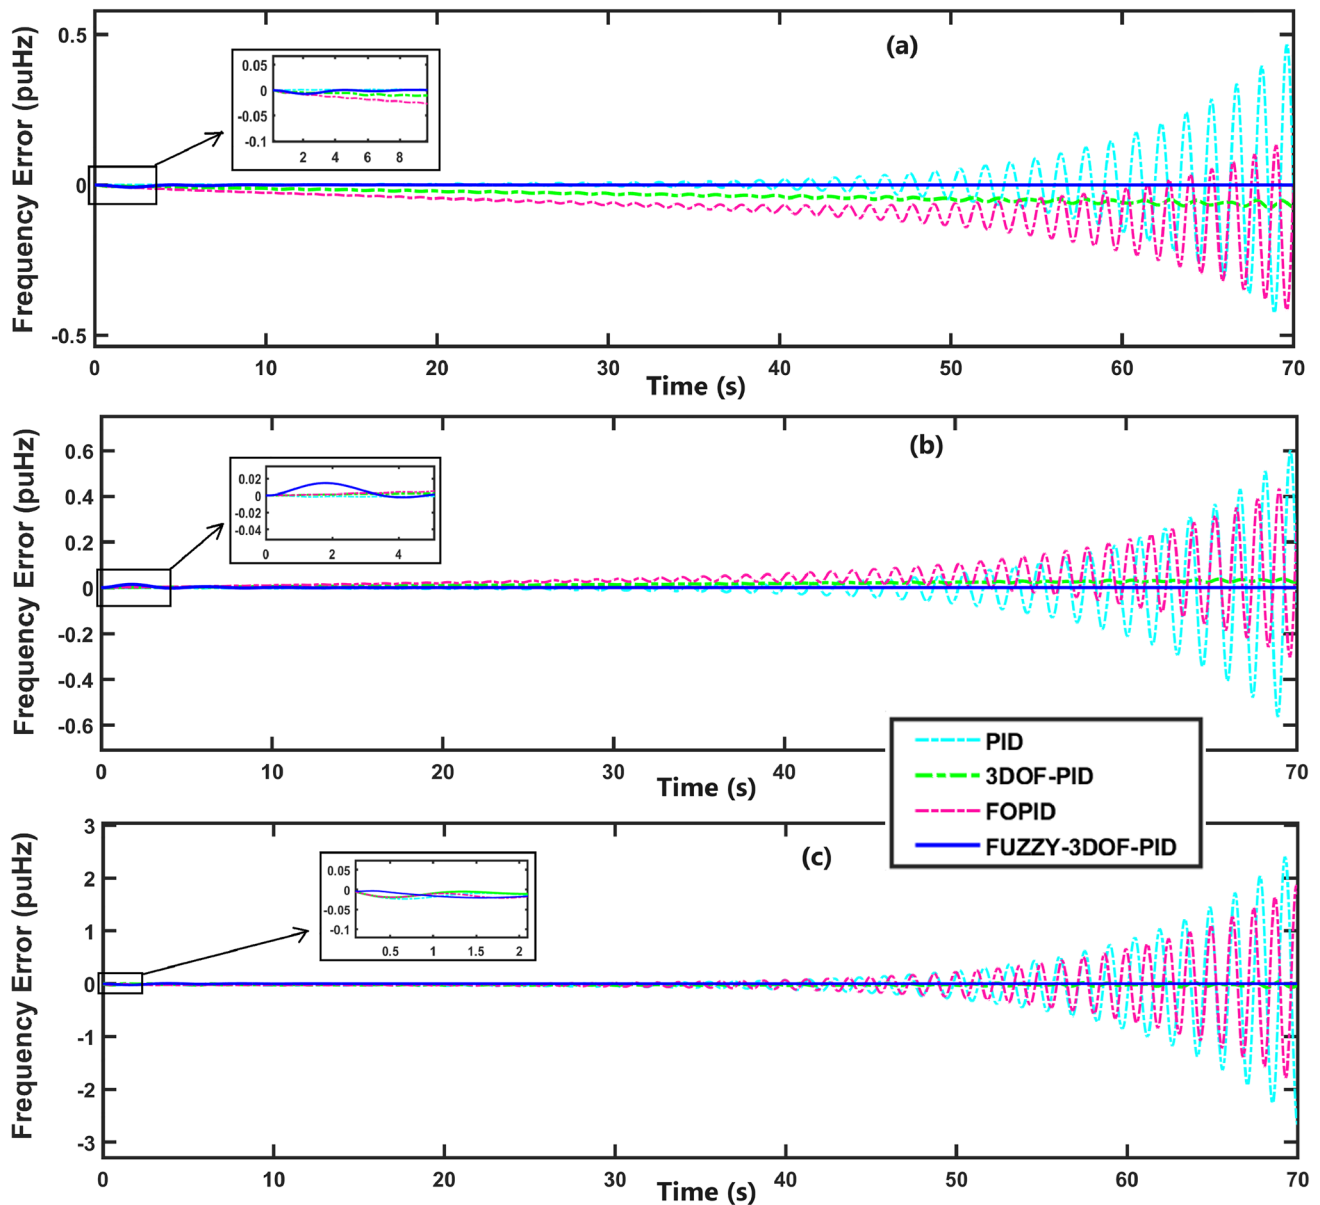 (a)
Frequency Error (puHz)
0.5
0
-0.5
0.05
0
-0.05
-0.1
2 4 6 8
0 10 20 30 40 50 60 70
Time (s)
(b)
Frequency Error (puHz)
0.6
0.4
0.2
0
-0.2
-0.4
-0.6
0.02
0
-0.02
-0.04
0 2 4
0 10 20 30 40 70
Time (s)
PID
3DOF-PID
FOPID
FUZZY-3DOF-PID
(c)
Frequency Error (puHz)
3
2
1
0
-1
-2
-3
0.05
0
-0.05
-0.1
0.5 1 1.5 2
0 10 20 30 40 50 60 70
Time (s)